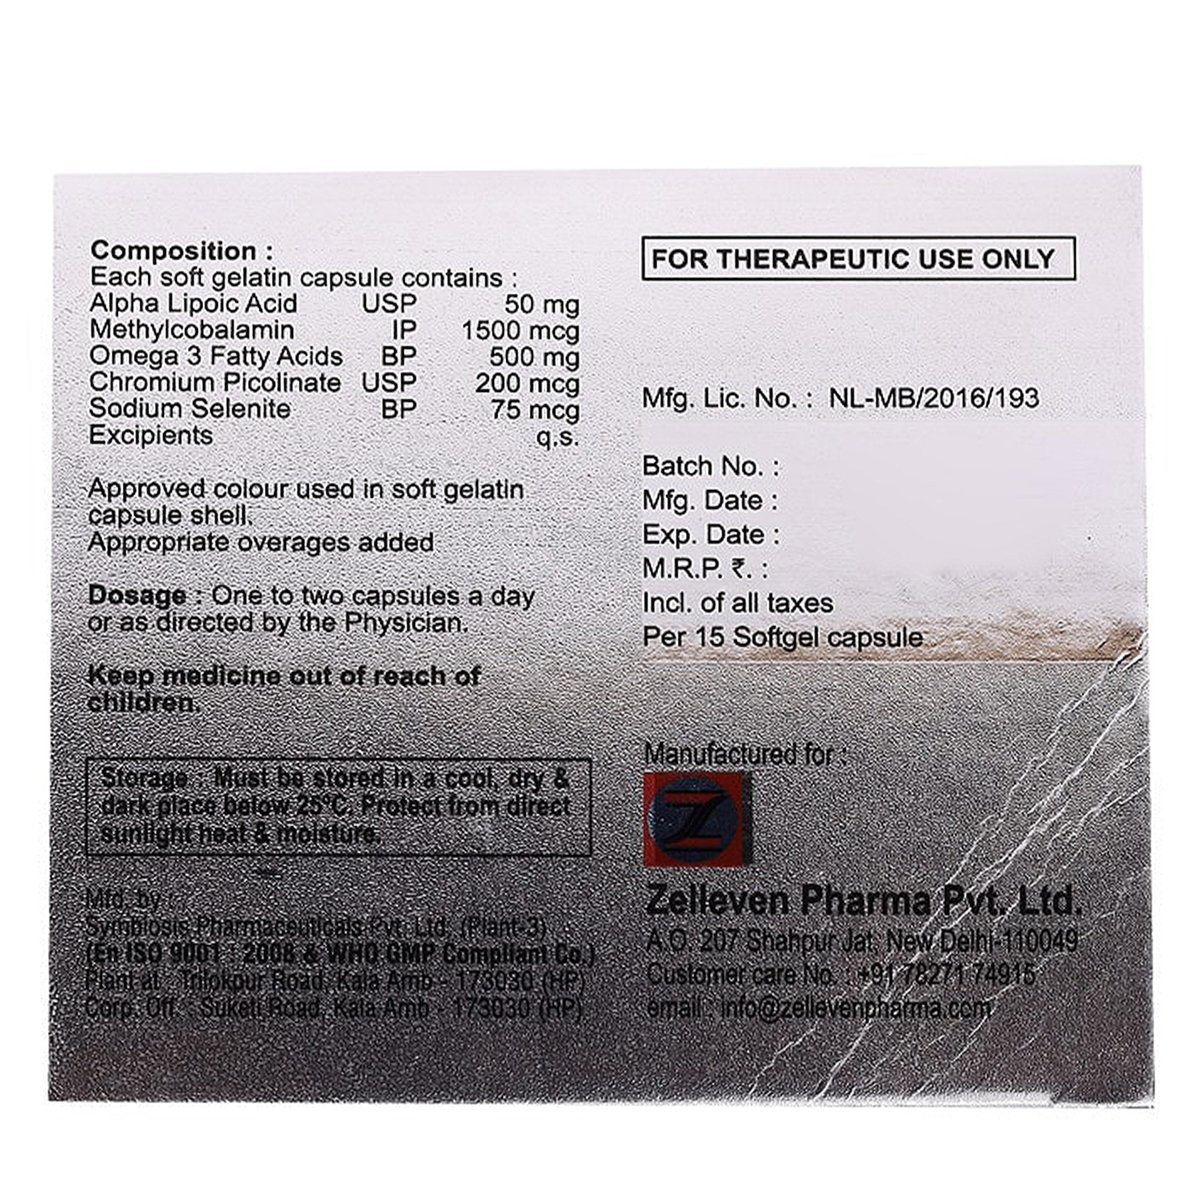 Composition :
Each soft gelatin capsule contains :
Alpha Lipoic Acid USP 50 mg
Methylcobalamin IP 1500 mcg
Omega 3 Fatty Acids BP 500 mg
Chromium Picolinate USP 200 mcg
Sodium Selenite BP 75 mcg
Excipients q.s.
Approved colour used in soft gelatin
capsule shell.
Appropriate overages added
Dosage : One to two capsules a day
or as directed by the Physician.
Keep medicine out of reach of
children.
Storage : Must be stored in a cool, dry &
dark place below 25°C. Protect from direct
sunlight heat & moisture.
Mfd. by :
Symbiosis Pharmaceuticals Pvt. Ltd. (Plant-3)
(En ISO 9001 : 2008 & WHO GMP Compliant Co.)
Plant at : Trilokpur Road, Kala Amb - 173030 (HP)
Corp. Off. : Suketi Road, Kala Amb - 173030 (HP)
FOR THERAPEUTIC USE ONLY
Mfg. Lic. No. : NL-MB/2016/193
Batch No. :
Mfg. Date :
Exp. Date :
M.R.P. ₹. :
Incl. of all taxes
Per 15 Softgel capsule
Manufactured for :
Z
Zelleven Pharma Pvt. Ltd.
A.O. 207 Shahpur Jat, New Delhi-110049
Customer care No. : +91 78271 74915
email : info@zellevenpharma.com